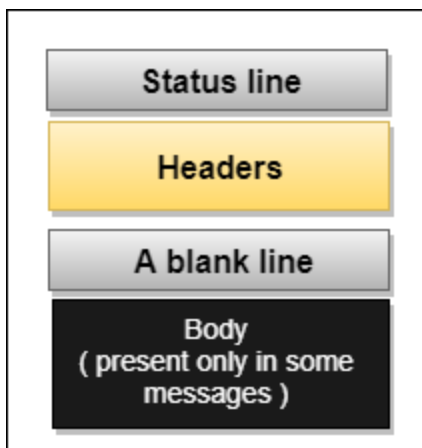 Status line
Headers
A blank line
Body
( present only in some
messages )